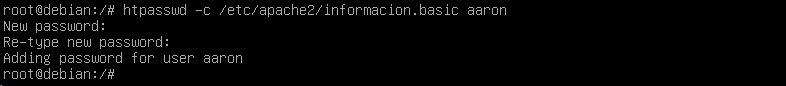 root@debian:/# htpasswd -c /etc/apache2/informacion.basic aaron
New password:
Re-type new password:
Adding password for user aaron
root@debian:/#